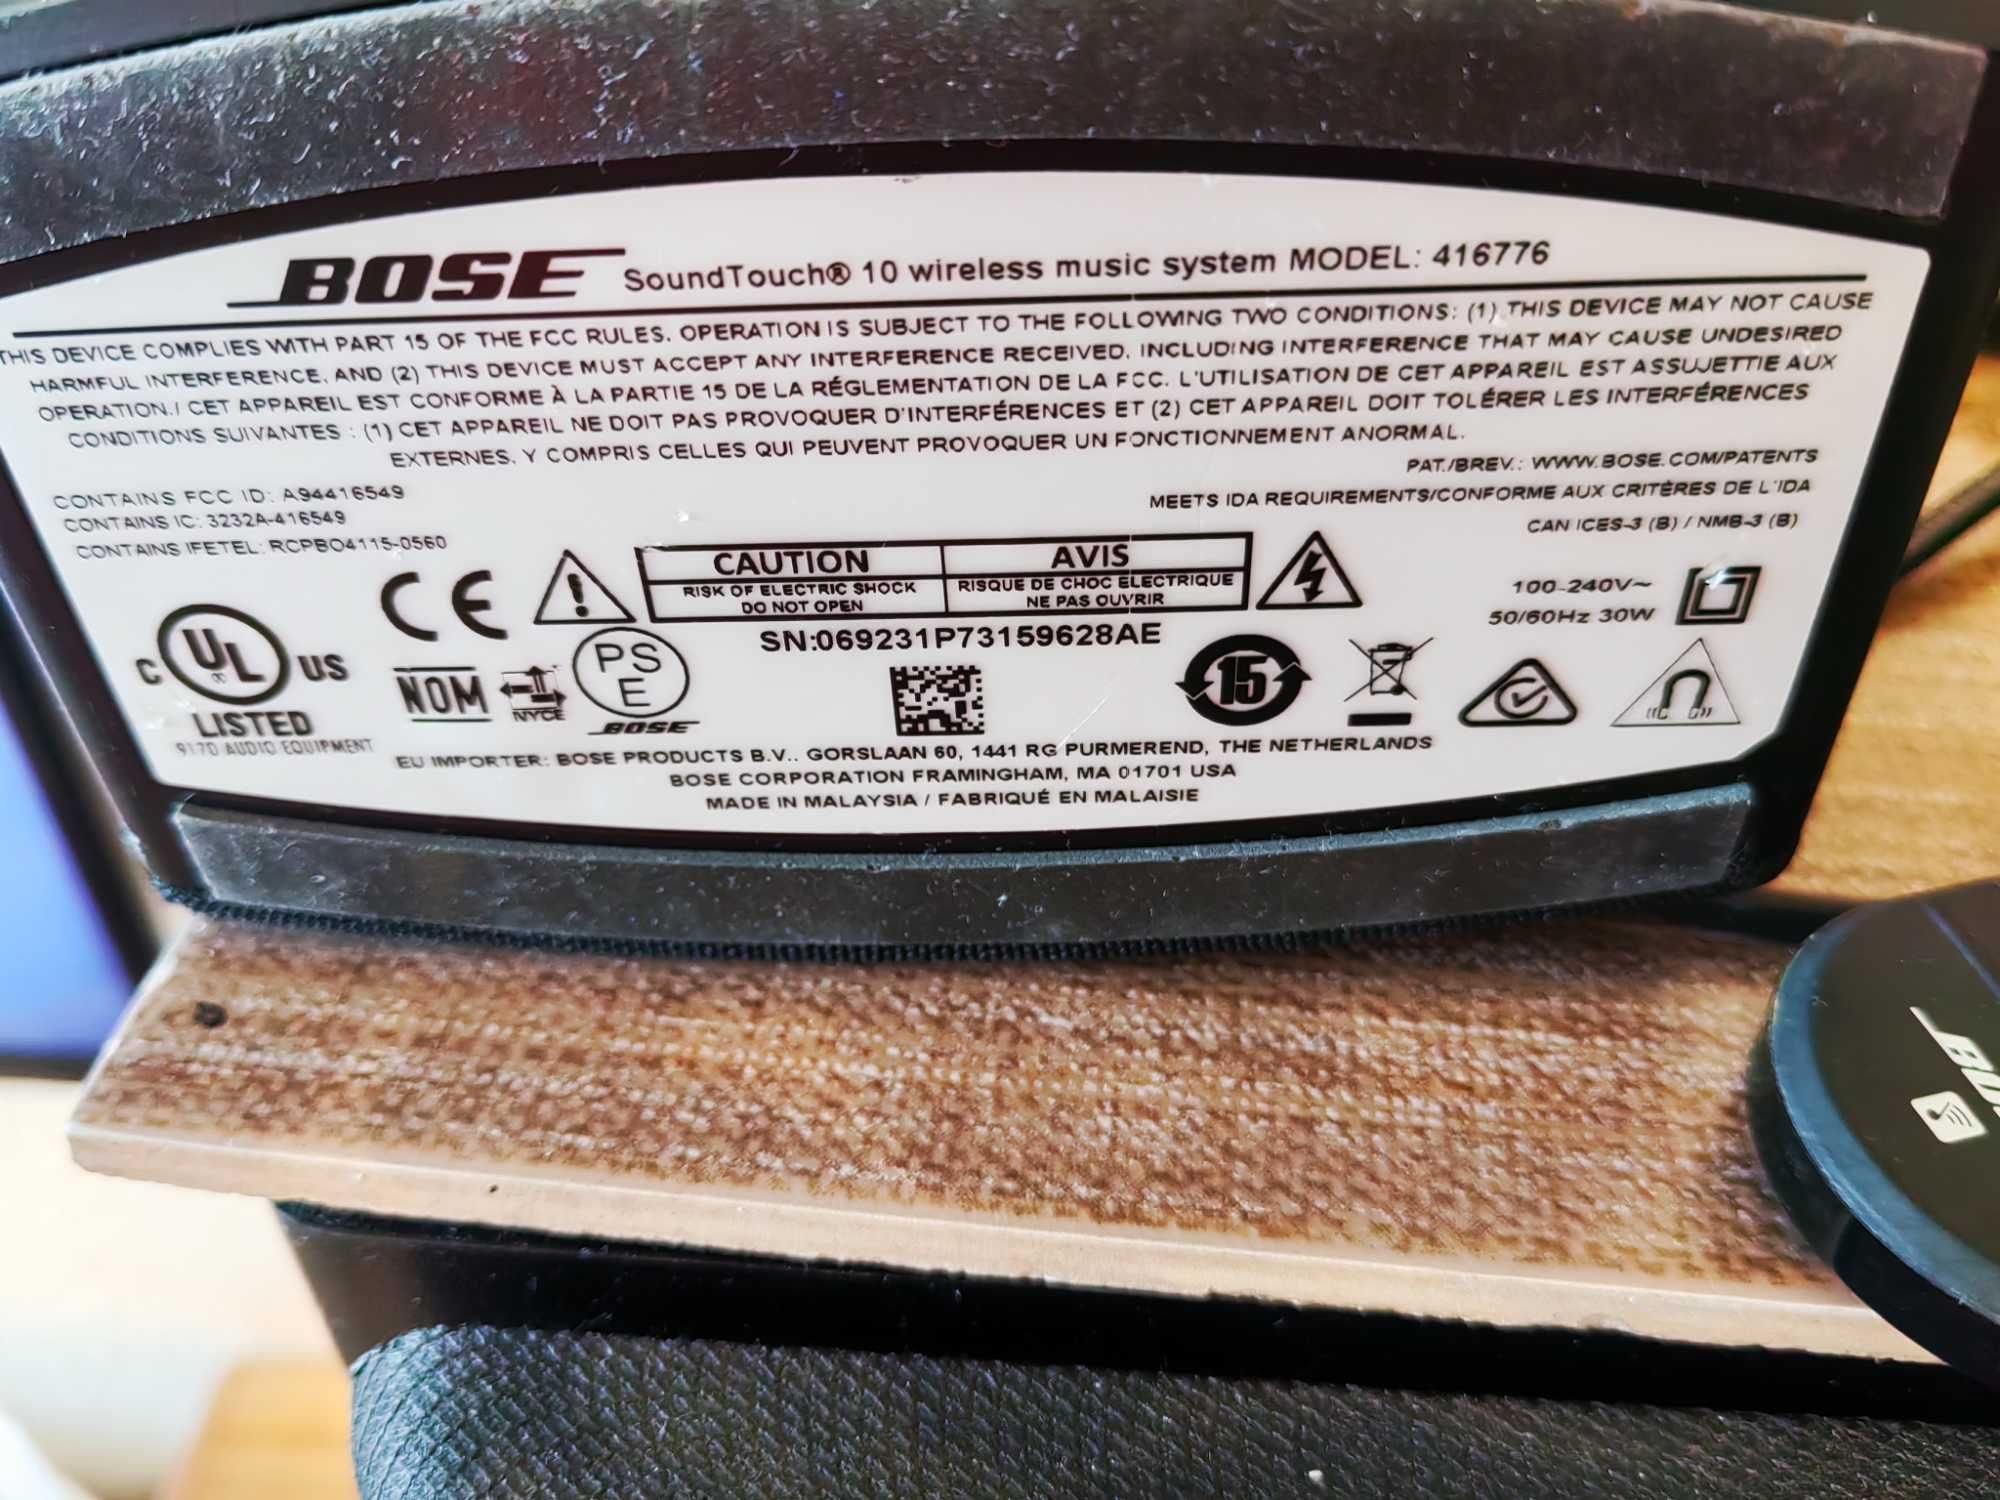 BOSE SoundTouch® 10 wireless music system MODEL: 416776
THIS DEVICE COMPLIES WITH PART 15 OF THE FCC RULES. OPERATION IS SUBJECT TO THE FOLLOWING TWO CONDITIONS: (1) THIS DEVICE MAY NOT CAUSE
HARMFUL INTERFERENCE, AND (2) THIS DEVICE MUST ACCEPT ANY INTERFERENCE RECEIVED, INCLUDING INTERFERENCE THAT MAY CAUSE UNDESIRED
OPERATION./ CET APPAREIL EST CONFORME À LA PARTIE 15 DE LA RÉGLEMENTATION DE LA FCC. L'UTILISATION DE CET APPAREIL EST ASSUJETTIE AUX
CONDITIONS SUIVANTES : (1) CET APPAREIL NE DOIT PAS PROVOQUER D'INTERFÉRENCES ET (2) CET APPAREIL DOIT TOLÉRER LES INTERFÉRENCES
EXTERNES, Y COMPRIS CELLES QUI PEUVENT PROVOQUER UN FONCTIONNEMENT ANORMAL.
PAT./BREV.: WWW.BOSE.COM/PATENTS
CONTAINS FCC ID: A94416549
MEETS IDA REQUIREMENTS/CONFORME AUX CRITÈRES DE L'IDA
CONTAINS IC: 3232A-416549
CAN ICES-3 (B) / NMB-3 (B)
CONTAINS IFETEL: RCPBO4115-0560
CAUTION
RISK OF ELECTRIC SHOCK
DO NOT OPEN
AVIS
RISQUE DE CHOC ÉLECTRIQUE
NE PAS OUVRIR
100-240V~
50/60Hz 30W
CE
SN:069231P73159628AE
C UL US
LISTED
9170 AUDIO EQUIPMENT
NOM
NYCE
PS
E
BOSE
15
EU IMPORTER: BOSE PRODUCTS B.V., GORSLAAN 60, 1441 RG PURMEREND, THE NETHERLANDS
BOSE CORPORATION FRAMINGHAM, MA 01701 USA
MADE IN MALAYSIA / FABRIQUÉ EN MALAISIE